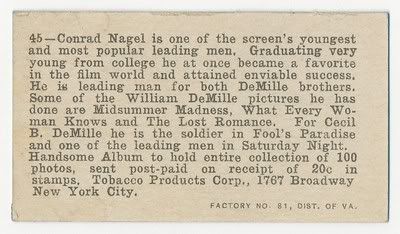 45—Conrad Nagel is one of the screen's youngest
and most popular leading men. Graduating very
young from college he at once became a favorite
in the film world and attained enviable success.
He is leading man for both DeMille brothers.
Some of the William DeMille pictures he has
done are Midsummer Madness, What Every Wo-
man Knows and The Lost Romance. For Cecil
B. DeMille he is the soldier in Fool's Paradise
and one of the leading men in Saturday Night.
Handsome Album to hold entire collection of 100
photos, sent post-paid on receipt of 20c in
stamps, Tobacco Products Corp., 1767 Broadway
New York City.
FACTORY NO. 81, DIST. OF VA.